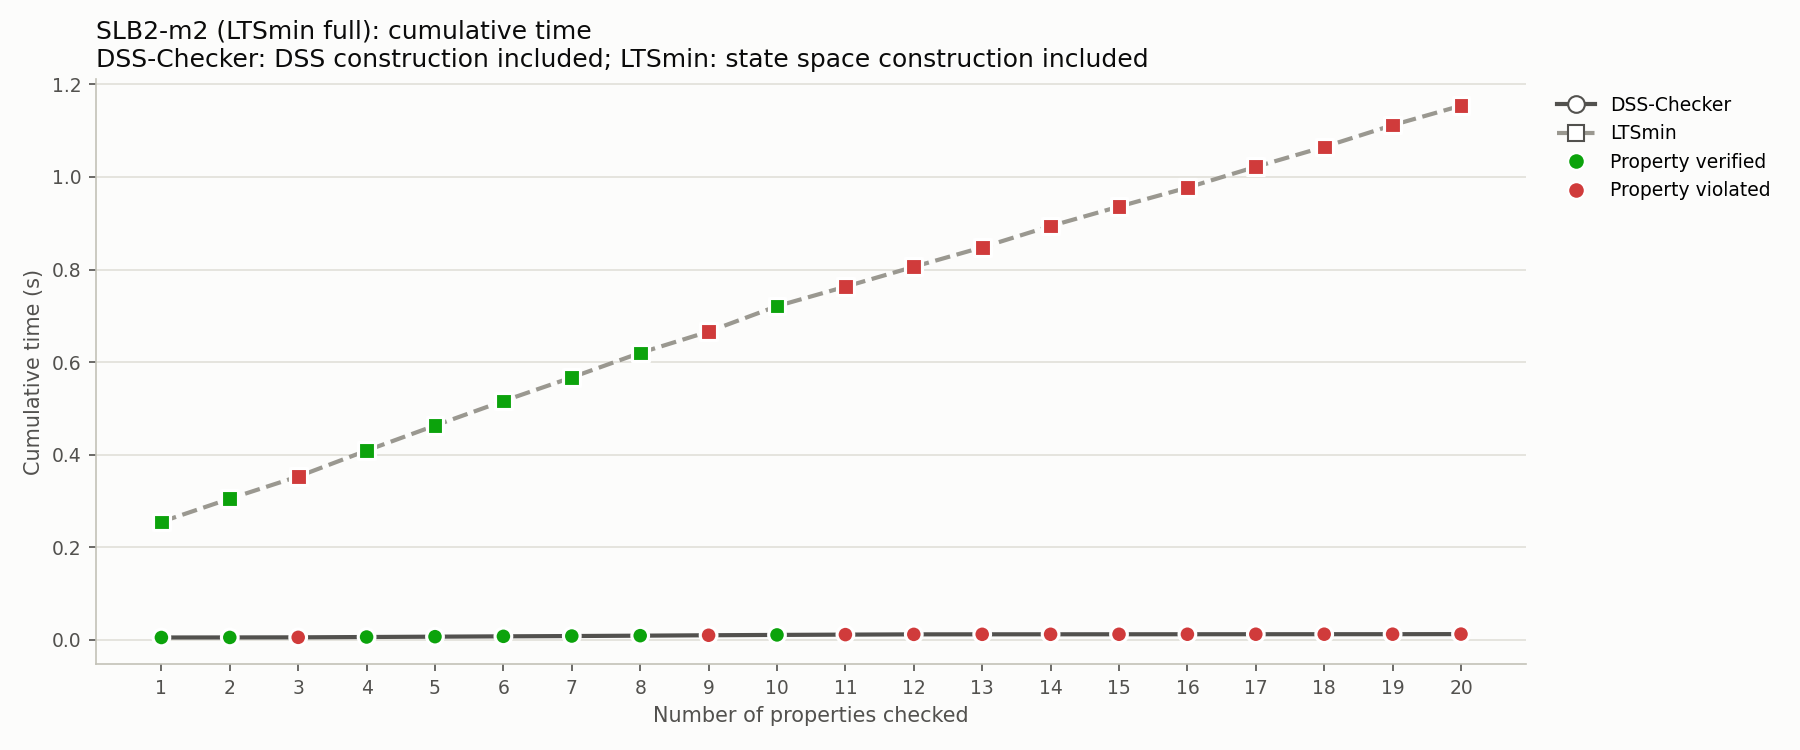 SLB2-m2 (LTSmin full): cumulative time
DSS-Checker: DSS construction included; LTSmin: state space construction included
1.2
1.0
0.8
0.6
0.4
0.2
0.0
Cumulative time (s)
1 2 3 4 5 6 7 8 9 10 11 12 13 14 15 16 17 18 19 20
Number of properties checked
DSS-Checker
LTSmin
Property verified
Property violated